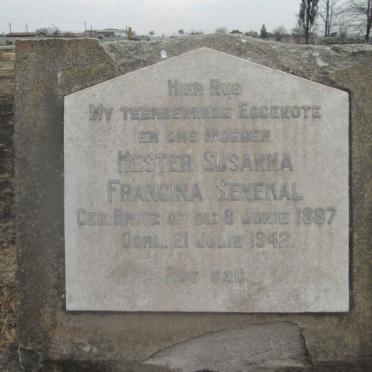 Hier Rus
My teerbeminde Eggenote
en ons Moeder
Hester Susanna
Francina Senekal
Geb. Britz op die 8 Junie 1887
Oorl. 21 Julie 1942.
Rus sag